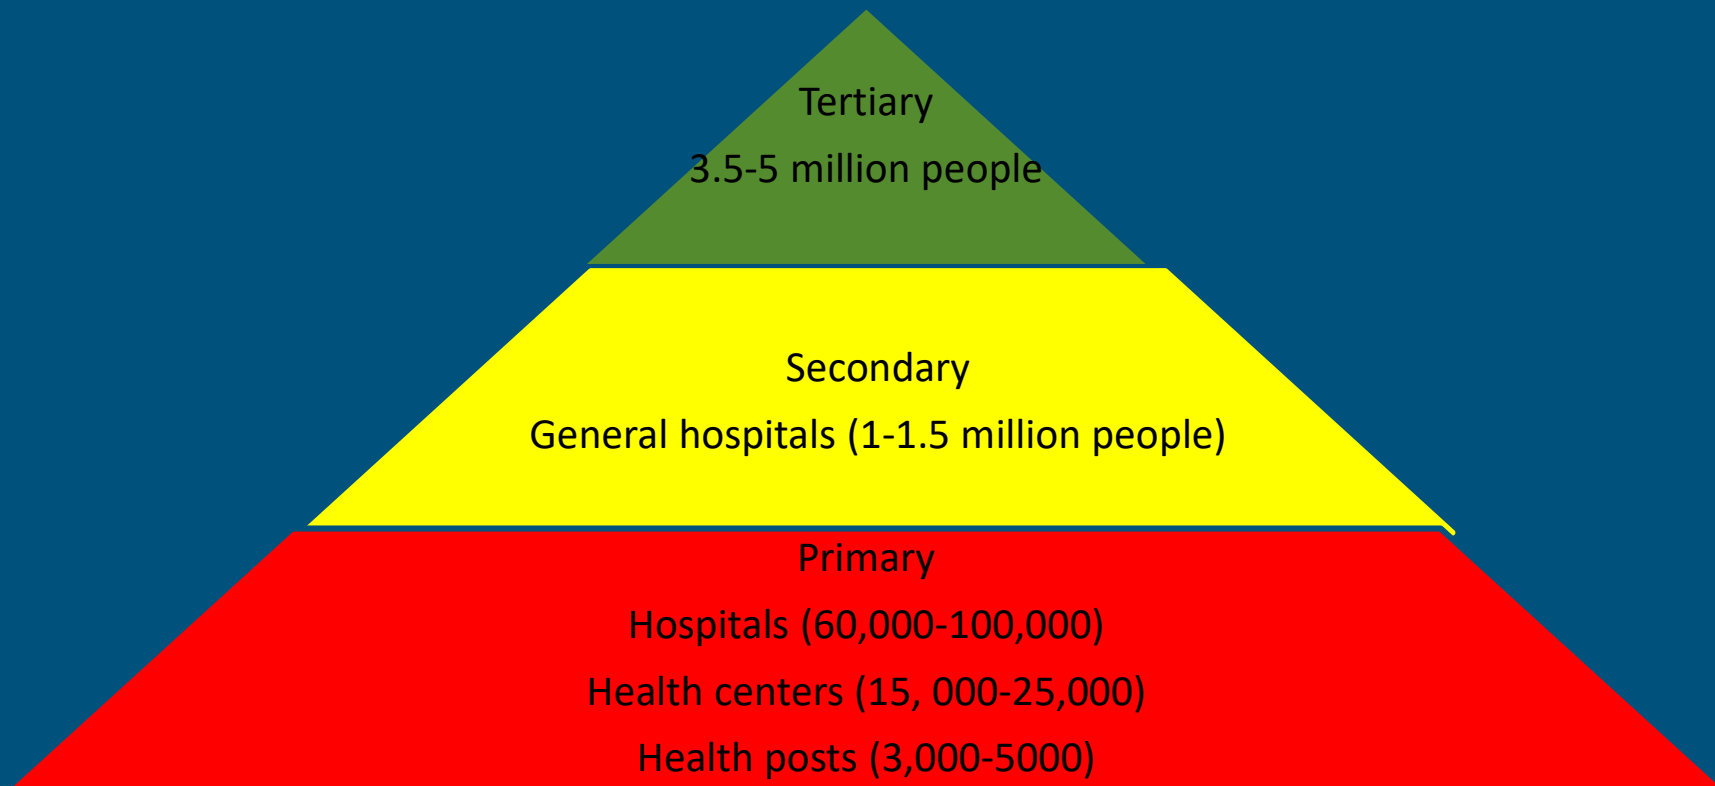 Tertiary
3.5-5 million people
Secondary
General hospitals (1-1.5 million people)
Primary
Hospitals (60,000-100,000)
Health centers (15, 000-25,000)
Health posts (3,000-5000)